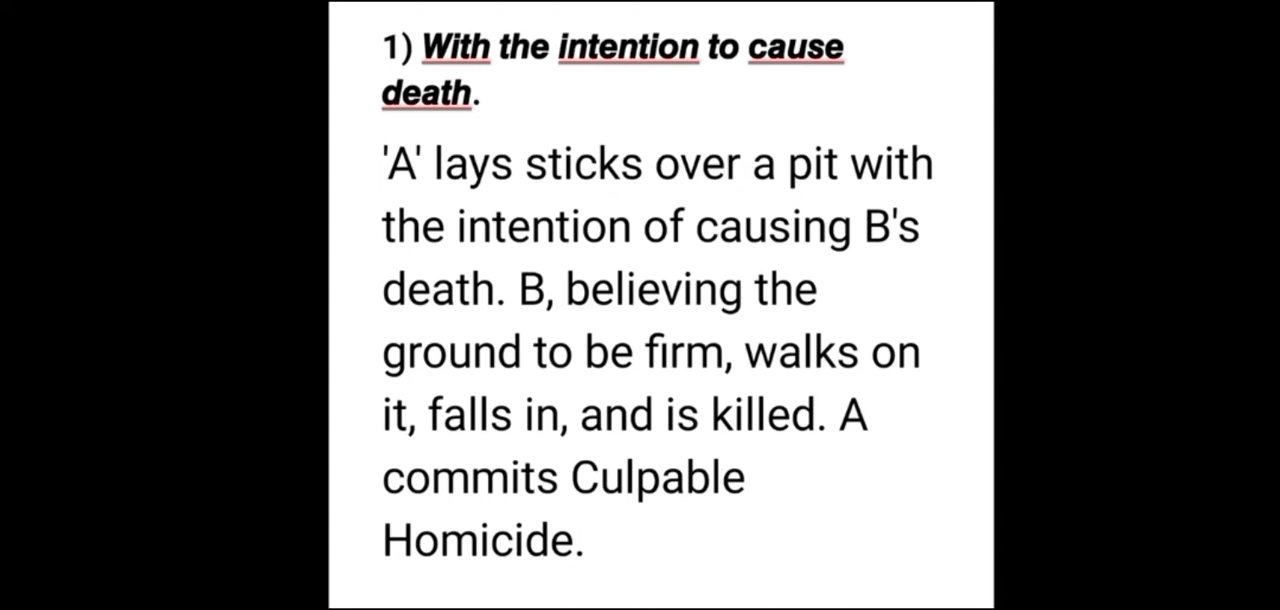 1) With the intention to cause
death.
'A' lays sticks over a pit with
the intention of causing B's
death. B, believing the
ground to be firm, walks on
it, falls in, and is killed. A
commits Culpable
Homicide.